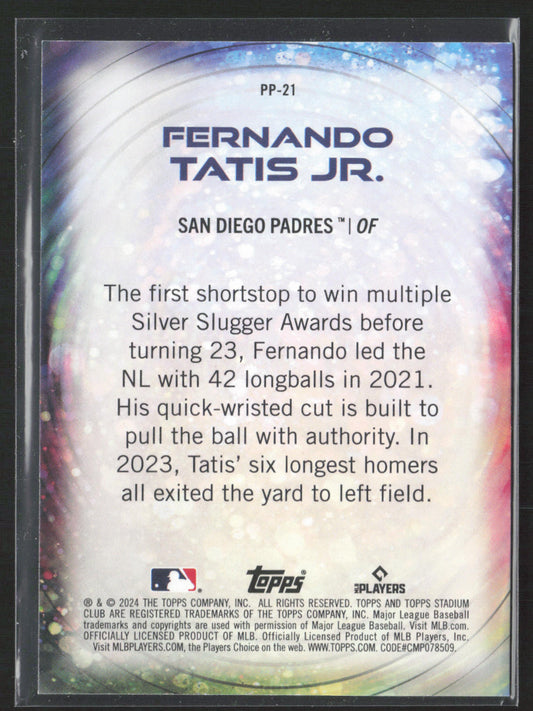 PP-21
FERNANDO
TATIS JR.
SAN DIEGO PADRES ™ | OF
The first shortstop to win multiple
Silver Slugger Awards before
turning 23, Fernando led the
NL with 42 longballs in 2021.
His quick-wristed cut is built to
pull the ball with authority. In
2023, Tatis’ six longest homers
all exited the yard to left field.
® topps® MLB PLAYERS
® & © 2024 THE TOPPS COMPANY, INC. ALL RIGHTS RESERVED. TOPPS AND TOPPS STADIUM
CLUB ARE REGISTERED TRADEMARKS OF THE TOPPS COMPANY, INC. Major League Baseball
trademarks and copyrights are used with permission of Major League Baseball. Visit MLB.com.
OFFICIALLY LICENSED PRODUCT OF MLB. Officially Licensed Product of MLB Players, Inc.
Visit MLBPLAYERS.COM, the Players Choice on the web. WWW.TOPPS.COM. CODE#CMP078509.